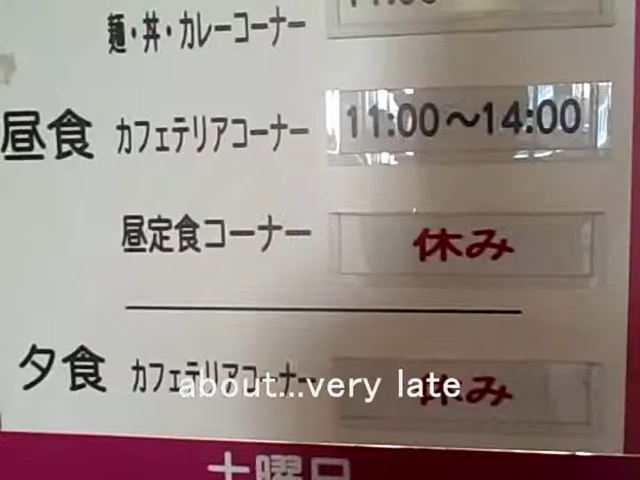 麺・丼・カレーコーナー
昼食 カフェテリアコーナー 11:00～14:00
昼定食コーナー 休み
夕食 カフェテリアコーナー 休み
about...very late
土曜日